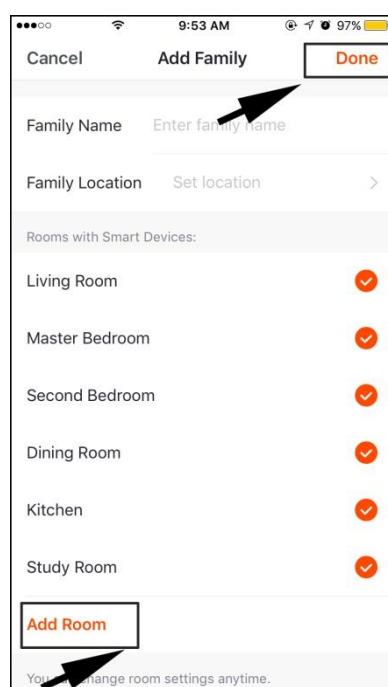 9:53 AM 97%
Cancel Add Family Done
Family Name Enter family name
Family Location Set location
Rooms with Smart Devices:
Living Room
Master Bedroom
Second Bedroom
Dining Room
Kitchen
Study Room
Add Room
You can change room settings anytime.